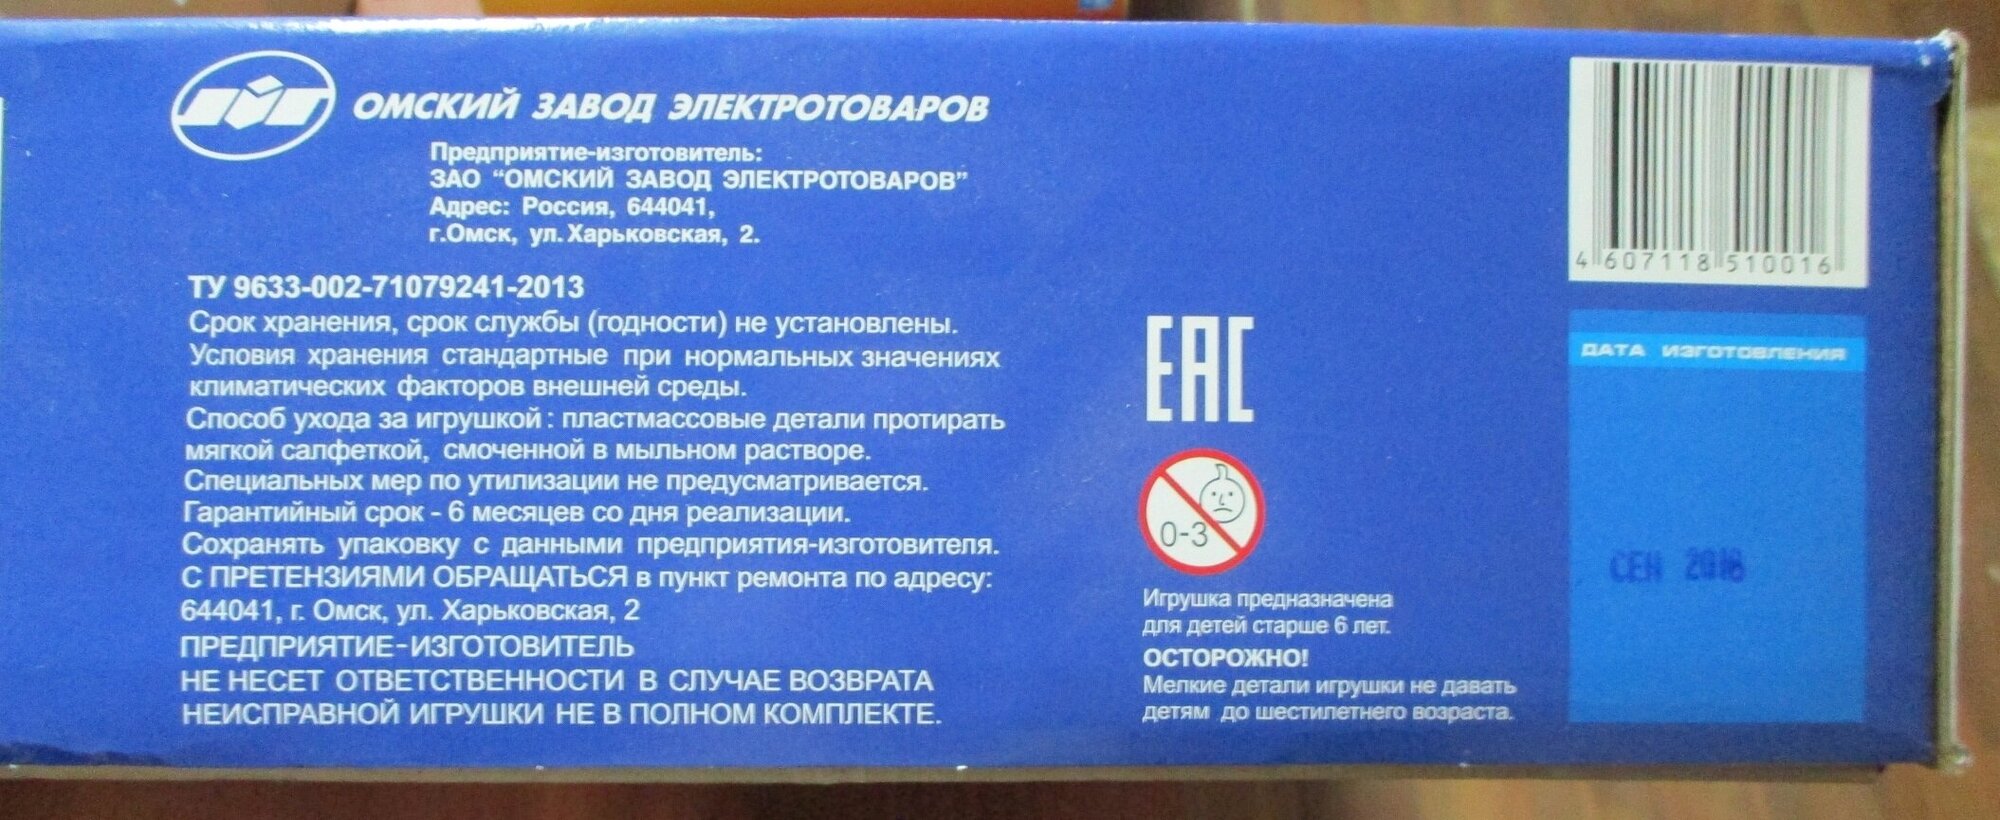 ОМСКИЙ ЗАВОД ЭЛЕКТРОТОВАРОВ
Предприятие-изготовитель:
ЗАО "ОМСКИЙ ЗАВОД ЭЛЕКТРОТОВАРОВ"
Адрес: Россия, 644041,
г.Омск, ул.Харьковская, 2.
ТУ 9633-002-71079241-2013
Срок хранения, срок службы (годности) не установлены.
Условия хранения стандартные при нормальных значениях
климатических факторов внешней среды.
Способ ухода за игрушкой: пластмассовые детали протирать
мягкой салфеткой, смоченной в мыльном растворе.
Специальных мер по утилизации не предусматривается.
Гарантийный срок - 6 месяцев со дня реализации.
Сохранять упаковку с данными предприятия-изготовителя.
С ПРЕТЕНЗИЯМИ ОБРАЩАТЬСЯ в пункт ремонта по адресу:
644041, г. Омск, ул. Харьковская, 2
ПРЕДПРИЯТИЕ-ИЗГОТОВИТЕЛЬ
НЕ НЕСЕТ ОТВЕТСТВЕННОСТИ В СЛУЧАЕ ВОЗВРАТА
НЕИСПРАВНОЙ ИГРУШКИ НЕ В ПОЛНОМ КОМПЛЕКТЕ.
EAC
0-3
Игрушка предназначена
для детей старше 6 лет.
ОСТОРОЖНО!
Мелкие детали игрушки не давать
детям до шестилетнего возраста.
4 607118 510016
ДАТА ИЗГОТОВЛЕНИЯ
СЕН 2018